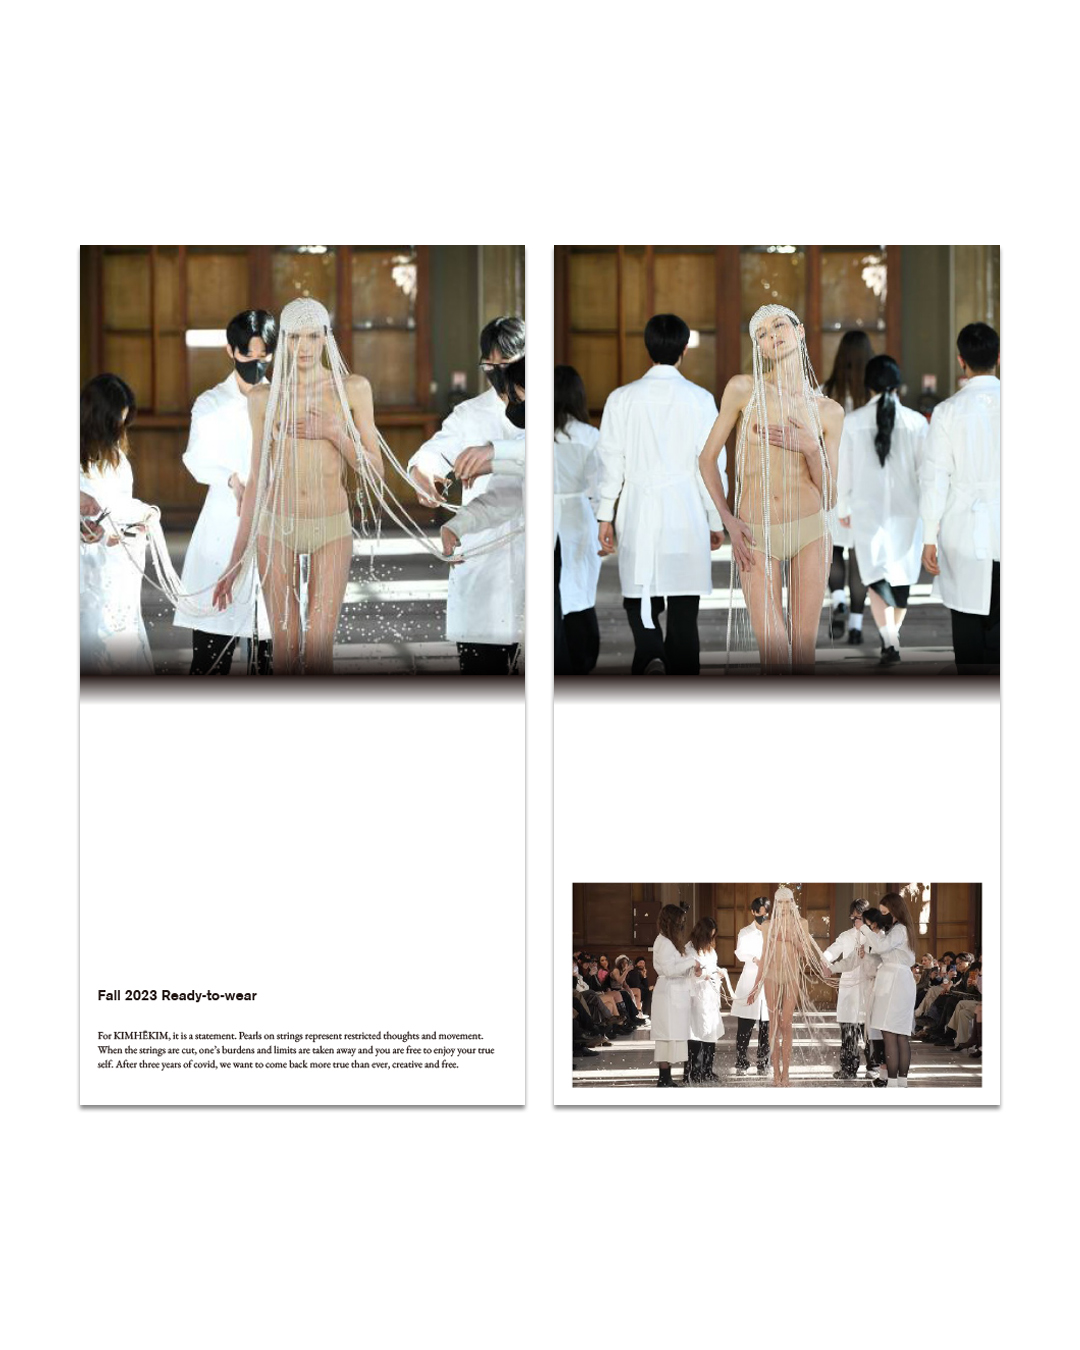 Fall 2023 Ready-to-wear
For KIMHĒKIM, it is a statement. Pearls on strings represent restricted thoughts and movement.
When the strings are cut, one’s burdens and limits are taken away and you are free to enjoy your true
self. After three years of covid, we want to come back more true than ever, creative and free.